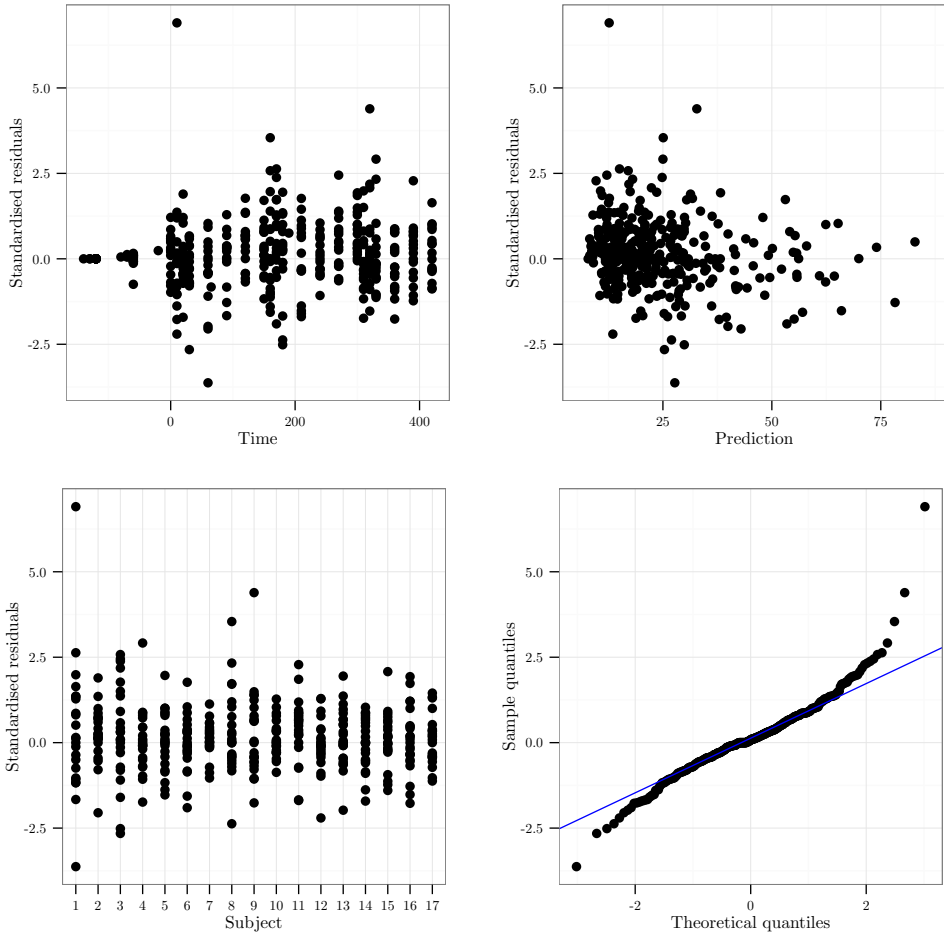 Standardised residuals
5.0
2.5
0.0
-2.5
0 200 400
Time
Standardised residuals
5.0
2.5
0.0
-2.5
25 50 75
Prediction
Standardised residuals
5.0
2.5
0.0
-2.5
1 2 3 4 5 6 7 8 9 10 11 12 13 14 15 16 17
Subject
Sample quantiles
5.0
2.5
0.0
-2.5
-2 0 2
Theoretical quantiles